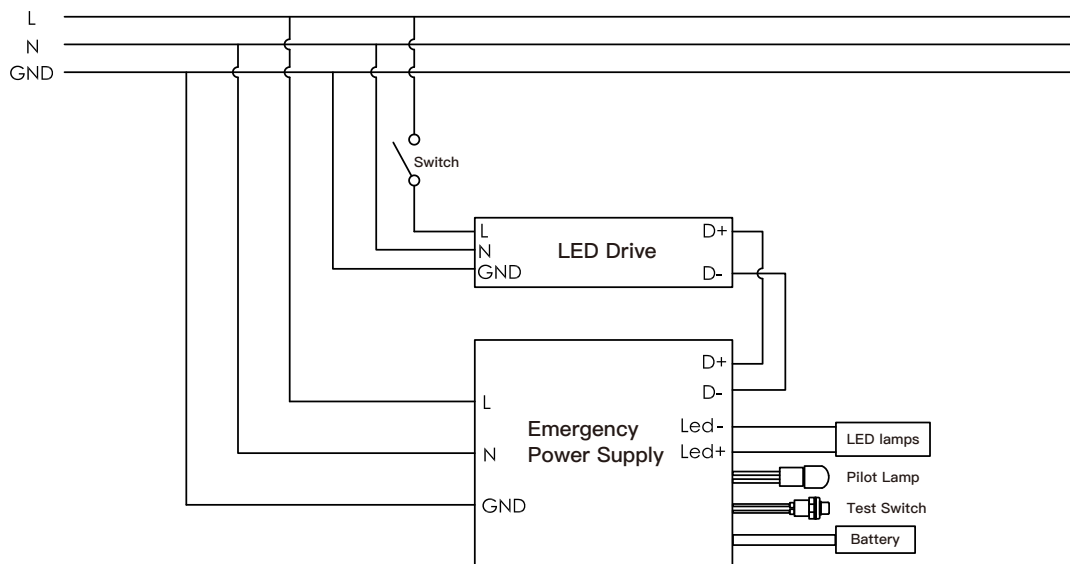 L
N
GND
Switch
L
N
GND
LED Drive
D+
D-
L
N
GND
Emergency
Power Supply
D+
D-
Led-
Led+
LED lamps
Pilot Lamp
Test Switch
Battery